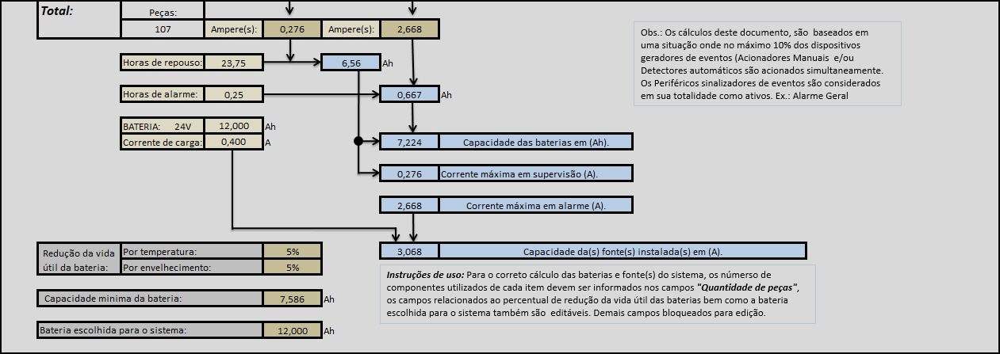 Total:
Peças:
107
Ampere(s):
0,276
Ampere(s):
2,668
Horas de repouso:
23,75
6,56
Ah
Horas de alarme:
0,25
0,667
Ah
BATERIA: 24V
12,000
Ah
Corrente de carga:
0,400
A
7,224
Capacidade das baterias em (Ah).
0,276
Corrente máxima em supervisão (A).
2,668
Corrente máxima em alarme (A).
3,068
Capacidade da(s) fonte(s) instalada(s) em (A).
Obs.: Os cálculos deste documento, são baseados em
uma situação onde no máximo 10% dos dispositivos
geradores de eventos (Acionadores Manuais e/ou
Detectores automáticos são acionados simultaneamente.
Os Periféricos sinalizadores de eventos são considerados
em sua totalidade como ativos. Ex.: Alarme Geral
Redução da vida
útil da bateria:
Por temperatura:
5%
Por envelhecimento:
5%
Capacidade minima da bateria:
7,586
Ah
Bateria escolhida para o sistema:
12,000
Ah
Instruções de uso: Para o correto cálculo das baterias e fonte(s) do sistema, os númerso de
componentes utilizados de cada item devem ser informados nos campos "Quantidade de peças",
os campos relacionados ao percentual de redução da vida útil das baterias bem como a bateria
escolhida para o sistema também são editáveis. Demais campos bloqueados para edição.